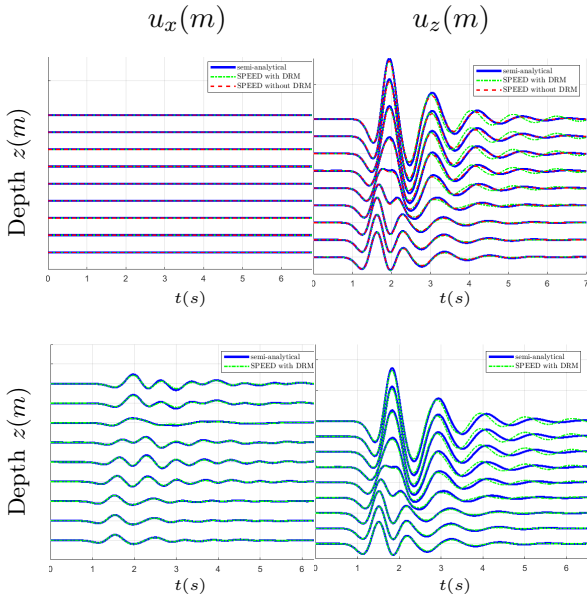 u_x(m) u_z(m)
semi-analytical
SPEED with DRM
SPEED without DRM
semi-analytical
SPEED with DRM
SPEED without DRM
Depth z(m)
0 1 2 3 4 5 6
0 1 2 3 4 5 6 7
t(s) t(s)
semi-analytical
SPEED with DRM
semi-analytical
SPEED with DRM
Depth z(m)
0 1 2 3 4 5 6
0 1 2 3 4 5 6
t(s) t(s)